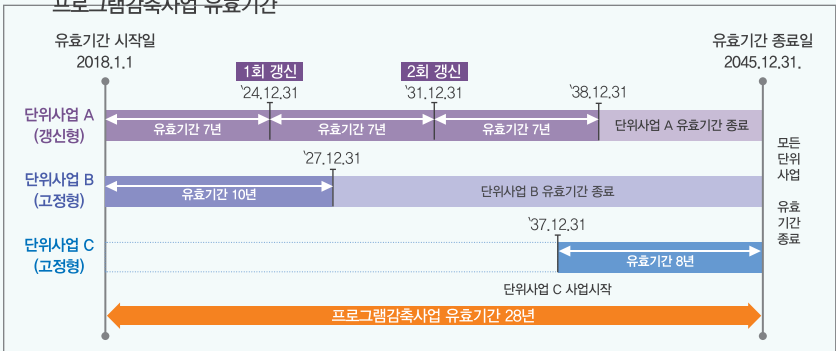 프로그램감축사업 유효기간
유효기간 시작일
2018.1.1
유효기간 종료일
2045.12.31.
1회 갱신
2회 갱신
'24.12.31
'31.12.31
'38.12.31
단위사업 A
(갱신형)
유효기간 7년
유효기간 7년
유효기간 7년
단위사업 A 유효기간 종료
'27.12.31
단위사업 B
(고정형)
유효기간 10년
단위사업 B 유효기간 종료
모든
단위
사업
유효
기간
종료
'37.12.31
단위사업 C
(고정형)
유효기간 8년
단위사업 C 사업시작
프로그램감축사업 유효기간 28년